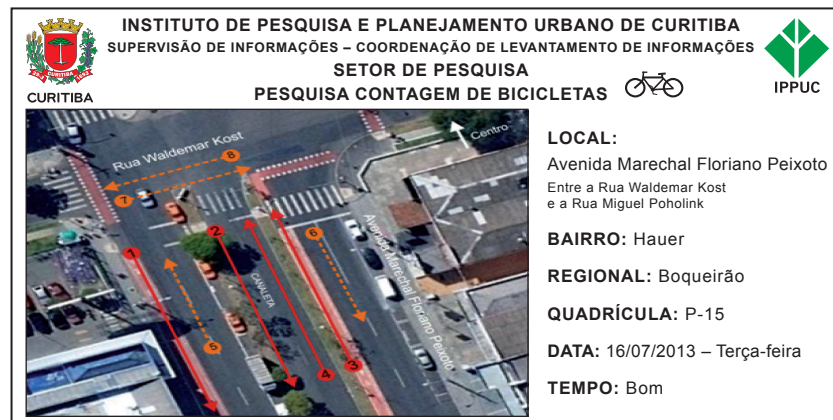 INSTITUTO DE PESQUISA E PLANEJAMENTO URBANO DE CURITIBA
SUPERVISÃO DE INFORMAÇÕES – COORDENAÇÃO DE LEVANTAMENTO DE INFORMAÇÕES
SETOR DE PESQUISA
PESQUISA CONTAGEM DE BICICLETAS
CURITIBA
IPPUC
Rua Waldemar Kost
Centro
8
7
1
2
6
5
CANALETA
Avenida Marechal Floriano Peixoto
4
3
LOCAL:
Avenida Marechal Floriano Peixoto
Entre a Rua Waldemar Kost
e a Rua Miguel Poholink
BAIRRO: Hauer
REGIONAL: Boqueirão
QUADRÍCULA: P-15
DATA: 16/07/2013 – Terça-feira
TEMPO: Bom